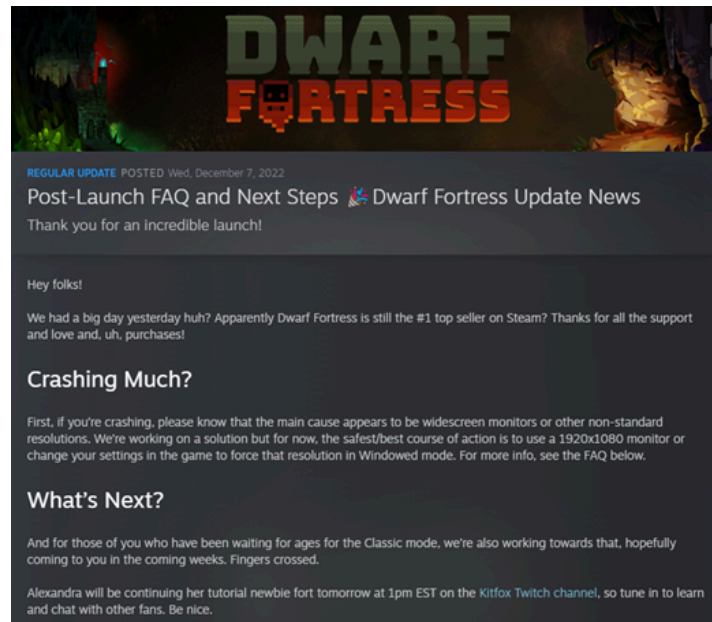 DWARF
FORTRESS
REGULAR UPDATE POSTED Wed, December 7, 2022
Post-Launch FAQ and Next Steps 🎉 Dwarf Fortress Update News
Thank you for an incredible launch!
Hey folks!
We had a big day yesterday huh? Apparently Dwarf Fortress is still the #1 top seller on Steam? Thanks for all the support
and love and, uh, purchases!
Crashing Much?
First, if you're crashing, please know that the main cause appears to be widescreen monitors or other non-standard
resolutions. We're working on a solution but for now, the safest/best course of action is to use a 1920x1080 monitor or
change your settings in the game to force that resolution in Windowed mode. For more info, see the FAQ below.
What's Next?
And for those of you who have been waiting for ages for the Classic mode, we're also working towards that, hopefully
coming to you in the coming weeks. Fingers crossed.
Alexandra will be continuing her tutorial newbie fort tomorrow at 1pm EST on the Kitfox Twitch channel, so tune in to learn
and chat with other fans. Be nice.